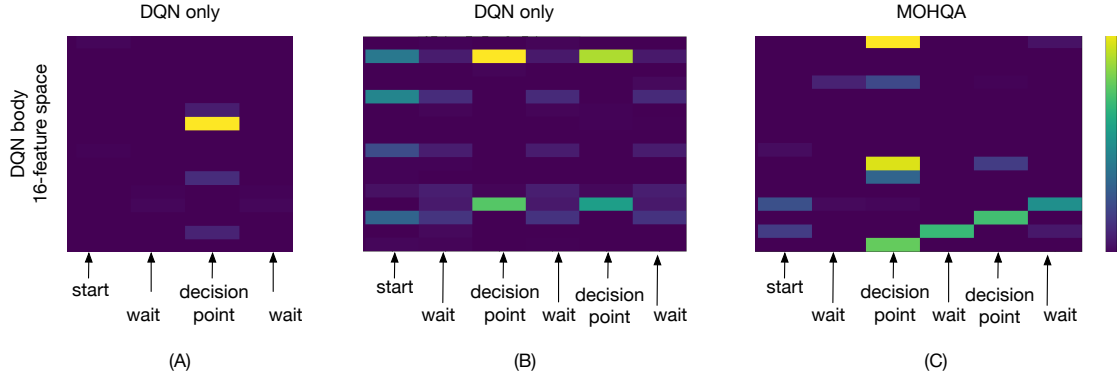 DQN only
DQN only
MOHQA
DQN body
16-feature space
start
wait
decision
point
wait
start
wait
decision
point
wait
decision
point
wait
start
wait
decision
point
wait
decision
point
wait
(A)
(B)
(C)